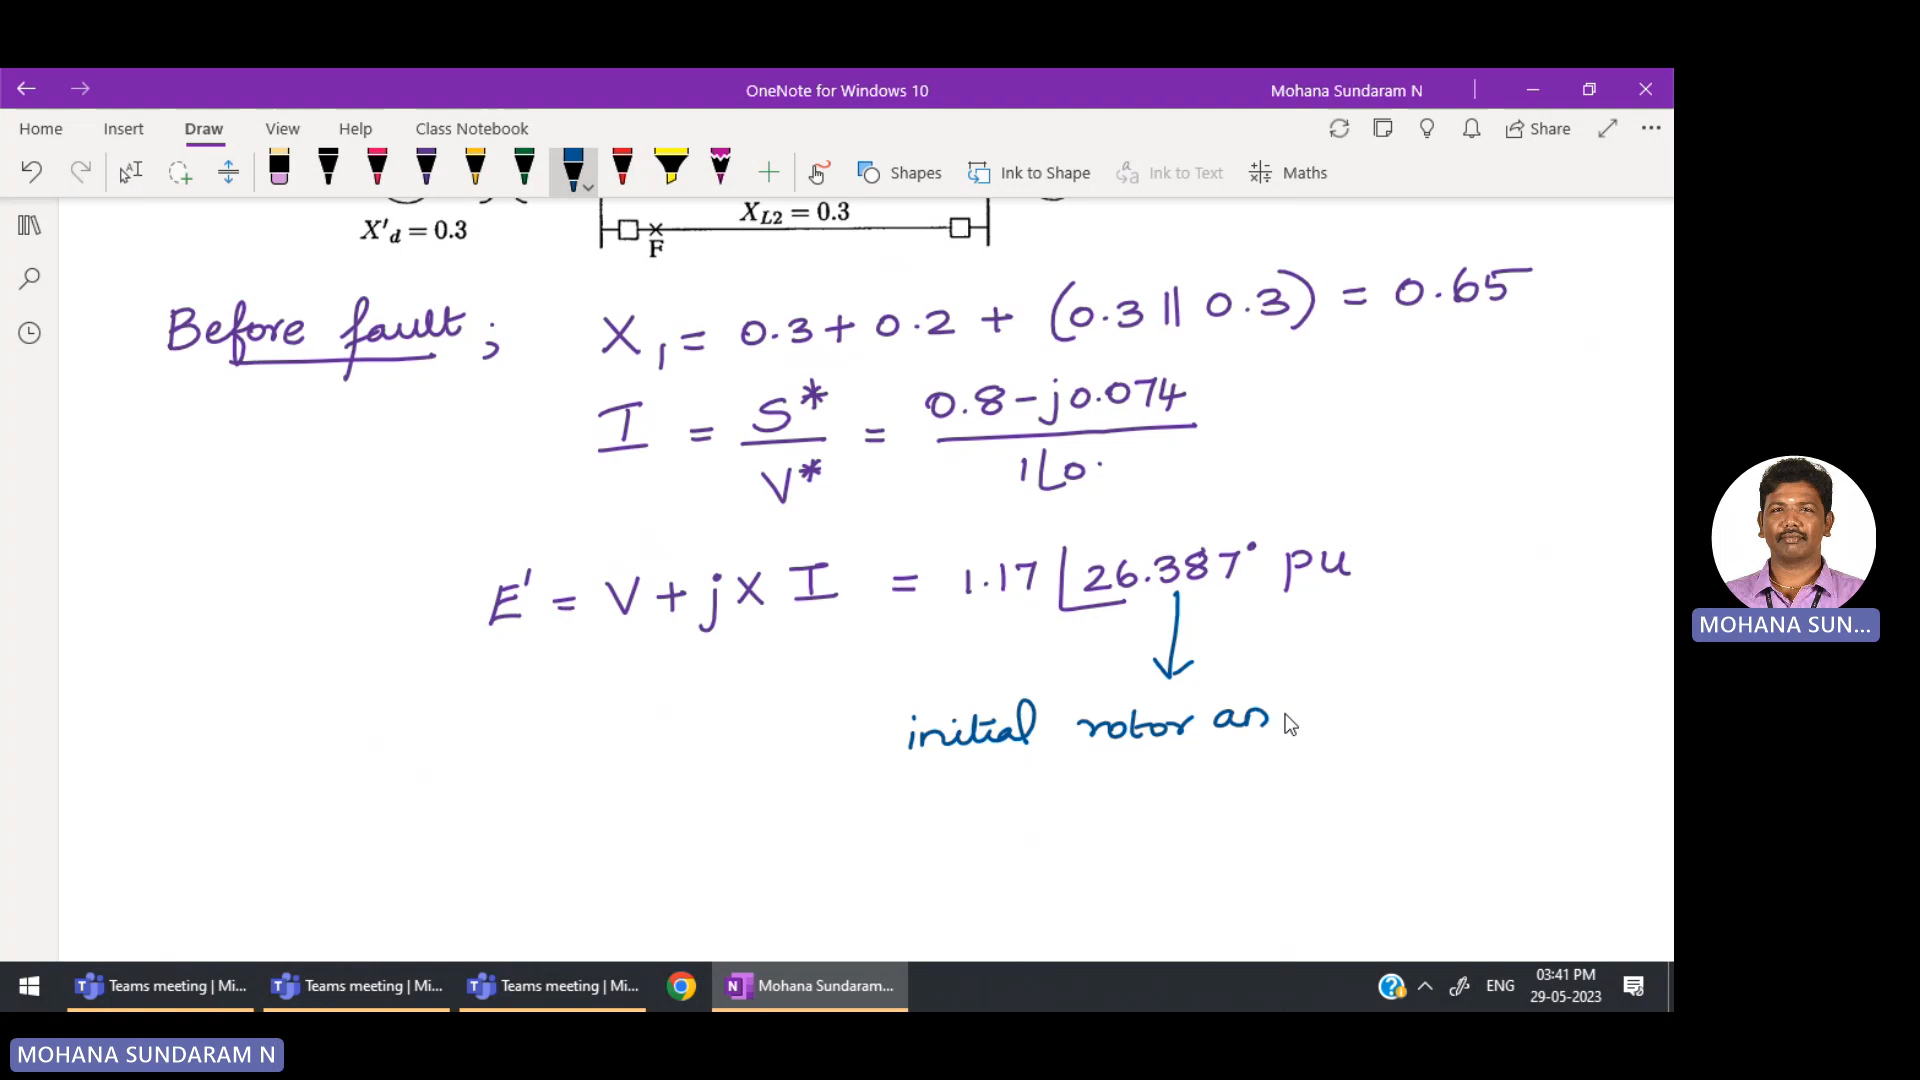 OneNote for Windows 10
Mohana Sundaram N
Home Insert Draw View Help Class Notebook
Share
Shapes
Ink to Shape
Ink to Text
Maths
X'd = 0.3
XL2 = 0.3
F
Before fault ; X1 = 0.3 + 0.2 + (0.3 || 0.3) = 0.65
I = S* / V* = 0.8 - j0.074 / 1∠0°
E' = V + jX I = 1.17 ∠26.387° pu
initial rotor an
MOHANA SUN...
Teams meeting | Mi...
Teams meeting | Mi...
Teams meeting | Mi...
Mohana Sundaram...
ENG
03:41 PM
29-05-2023
MOHANA SUNDARAM N